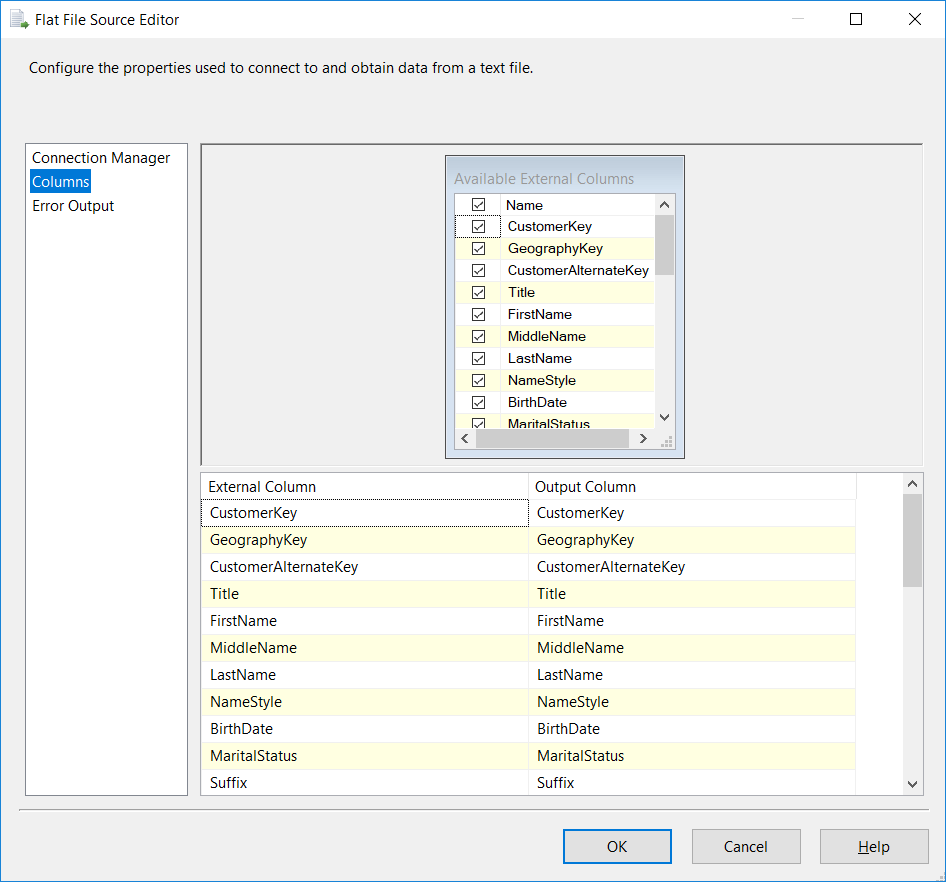 Flat File Source Editor
Configure the properties used to connect to and obtain data from a text file.
Connection Manager
Columns
Error Output
Available External Columns
Name
CustomerKey
GeographyKey
CustomerAlternateKey
Title
FirstName
MiddleName
LastName
NameStyle
BirthDate
MaritalStatus
External Column Output Column
CustomerKey CustomerKey
GeographyKey GeographyKey
CustomerAlternateKey CustomerAlternateKey
Title Title
FirstName FirstName
MiddleName MiddleName
LastName LastName
NameStyle NameStyle
BirthDate BirthDate
MaritalStatus MaritalStatus
Suffix Suffix
OK Cancel Help